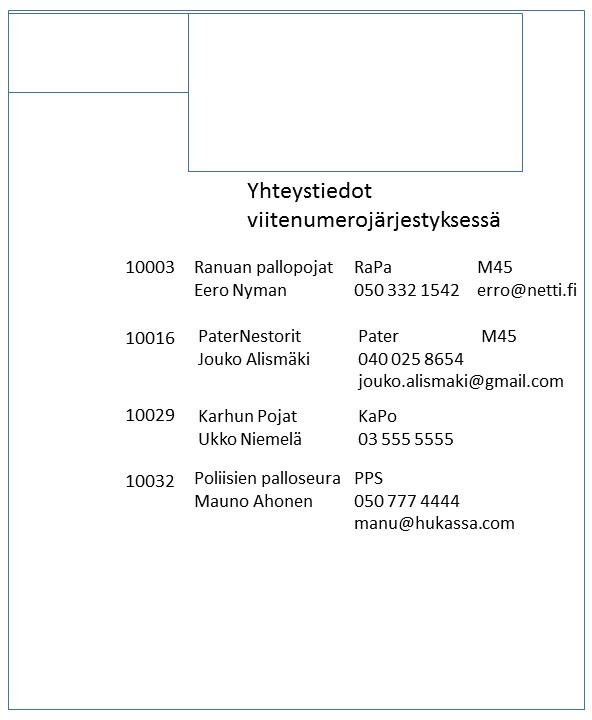 Yhteystiedot
viitenumerojärjestyksessä
10003 Ranuan pallopojat RaPa M45
Eero Nyman 050 332 1542 erro@netti.fi
10016 PaterNestorit Pater M45
Jouko Alismäki 040 025 8654
jouko.alismaki@gmail.com
10029 Karhun Pojat KaPo
Ukko Niemelä 03 555 5555
10032 Poliisien palloseura PPS
Mauno Ahonen 050 777 4444
manu@hukassa.com